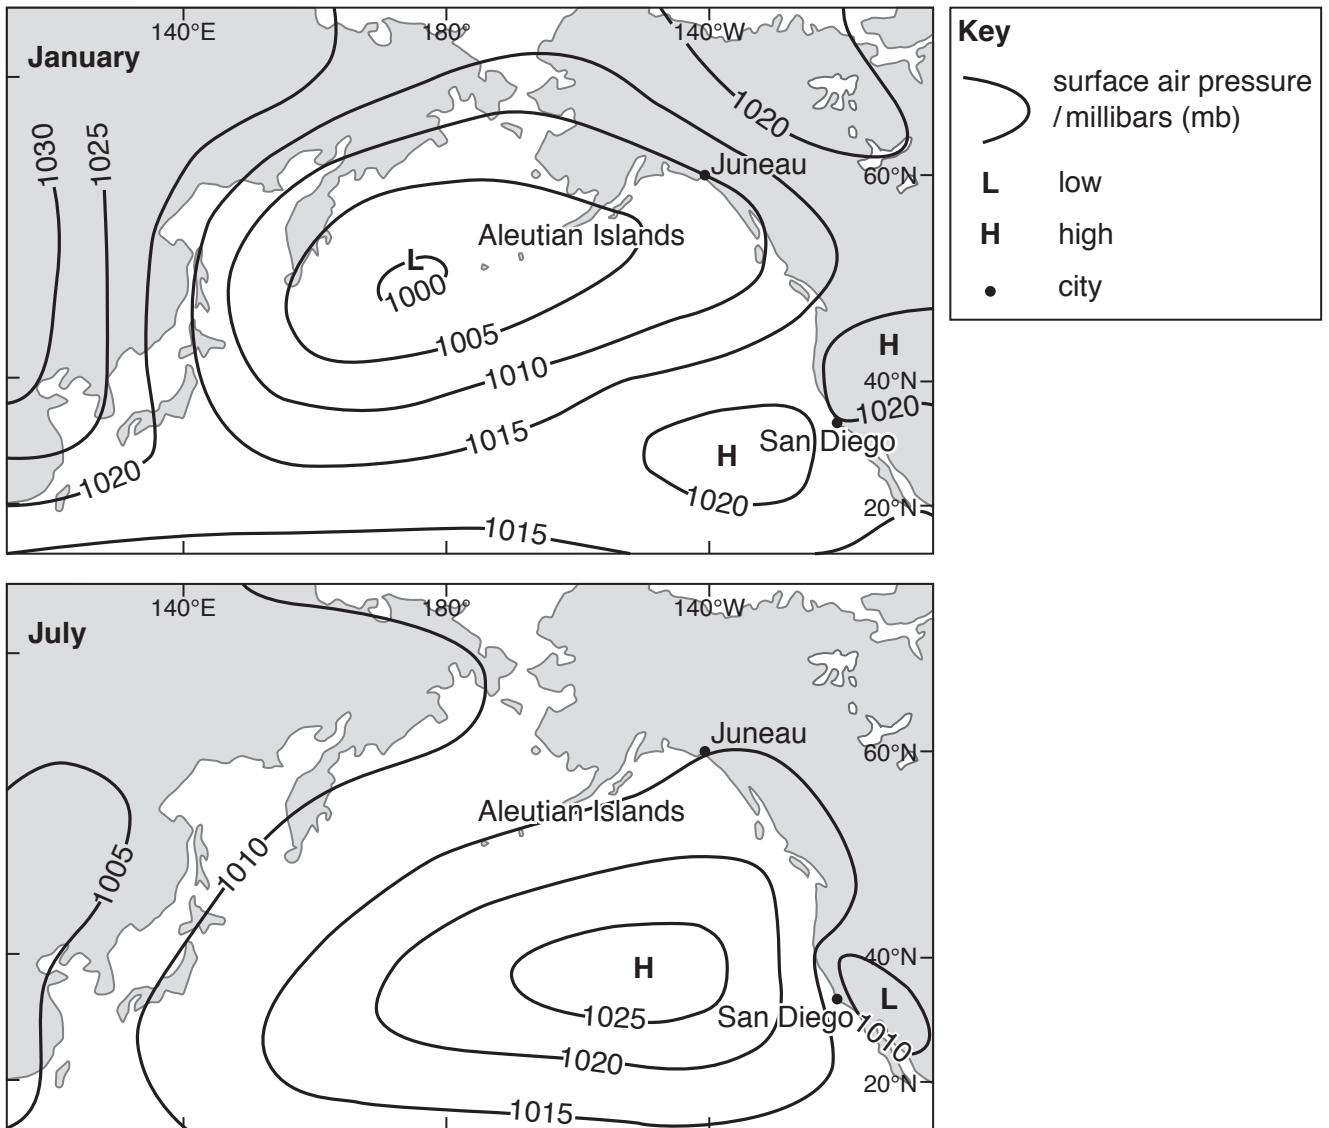 January
140°E
180°
140°W
1030
1025
1020
Juneau
60°N
Aleutian Islands
L
1000
1005
1010
1015
H
40°N
1020
San Diego
H
1020
1020
20°N
1015
Key
surface air pressure
/ millibars (mb)
L low
H high
city
July
140°E
180°
140°W
Juneau
60°N
Aleutian Islands
1005
1010
H
40°N
L
1025
San Diego
1010
1020
20°N
1015